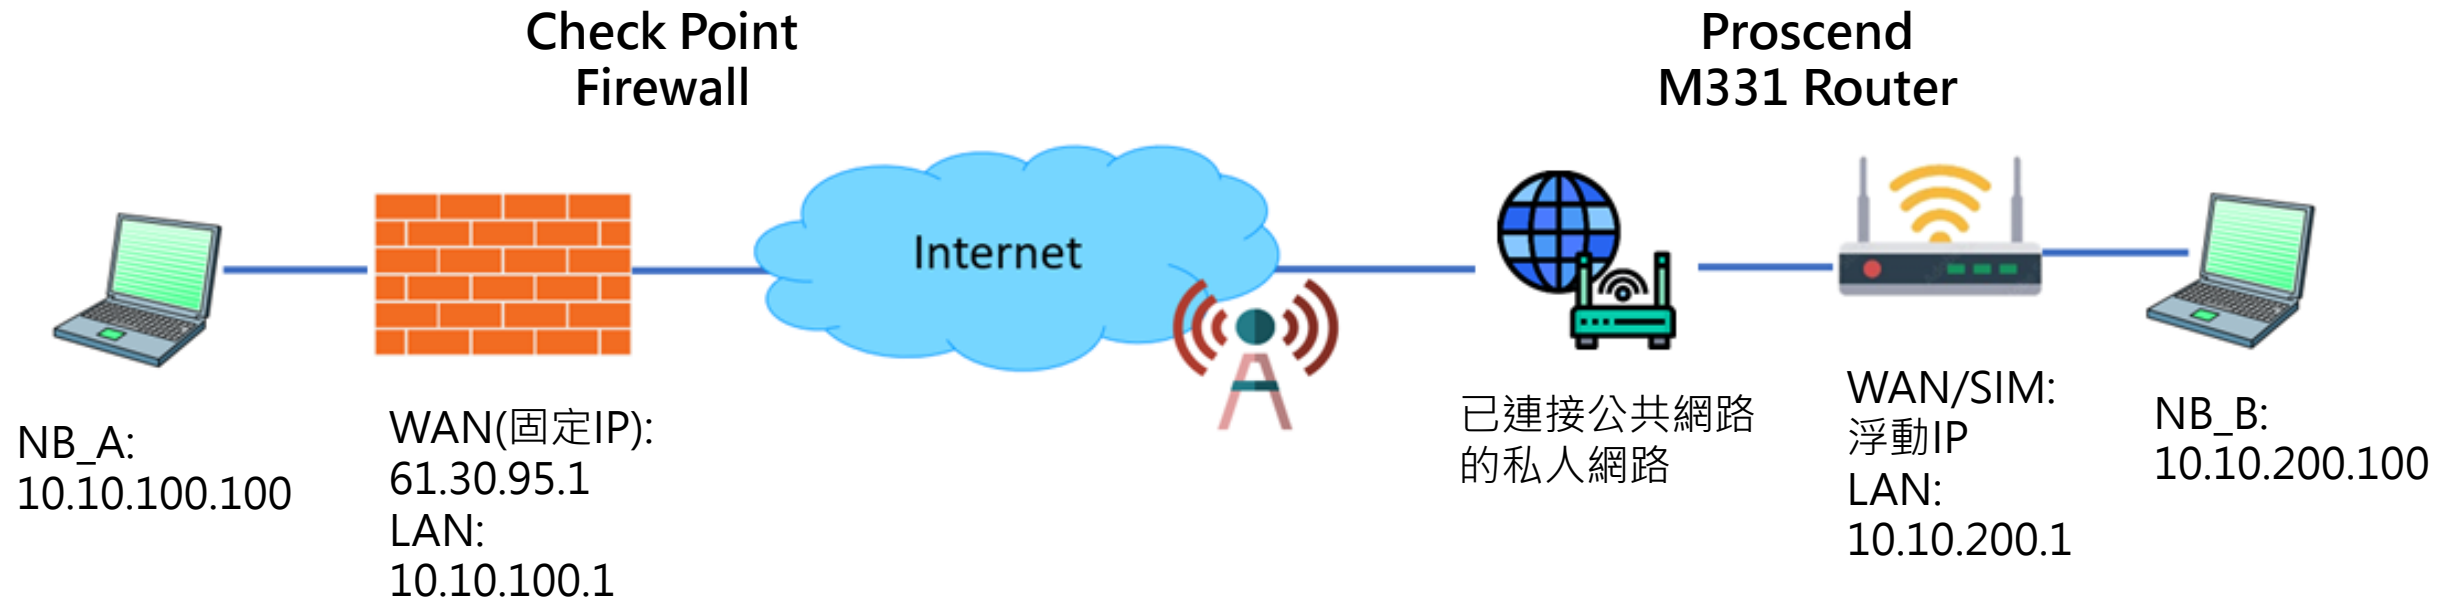 Check Point
Firewall
Proscend
M331 Router
Internet
NB_A:
10.10.100.100
WAN(固定IP):
61.30.95.1
LAN:
10.10.100.1
已連接公共網路
的私人網路
WAN/SIM:
浮動IP
LAN:
10.10.200.1
NB_B:
10.10.200.100